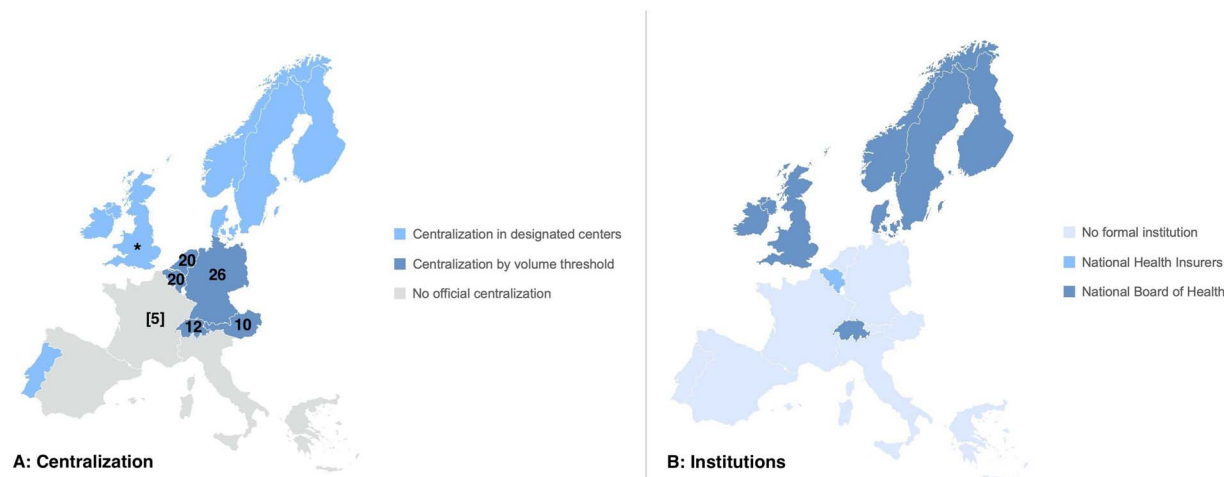 *
20
20
26
[5]
12
10
Centralization in designated centers
Centralization by volume threshold
No official centralization
A: Centralization
No formal institution
National Health Insurers
National Board of Health
B: Institutions